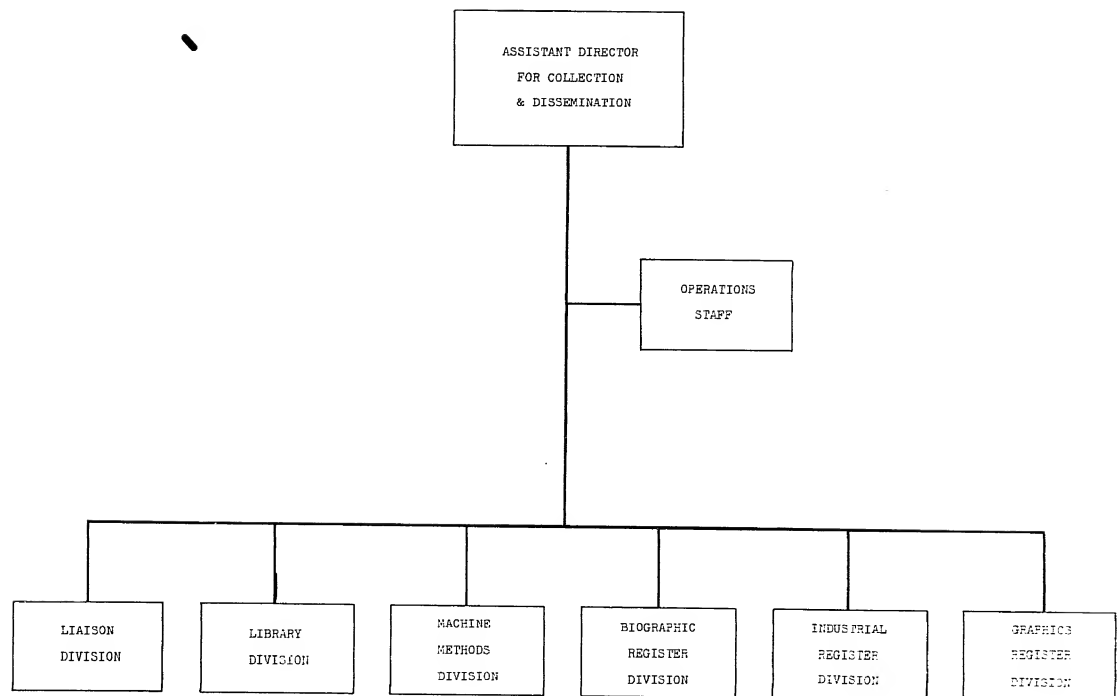 ASSISTANT DIRECTOR
FOR COLLECTION
& DISSEMINATION
OPERATIONS
STAFF
LIAISON
DIVISION
LIBRARY
DIVISION
MACHINE
METHODS
DIVISION
BIOGRAPHIC
REGISTER
DIVISION
INDUSTRIAL
REGISTER
DIVISION
GRAPHICS
REGISTER
DIVISION